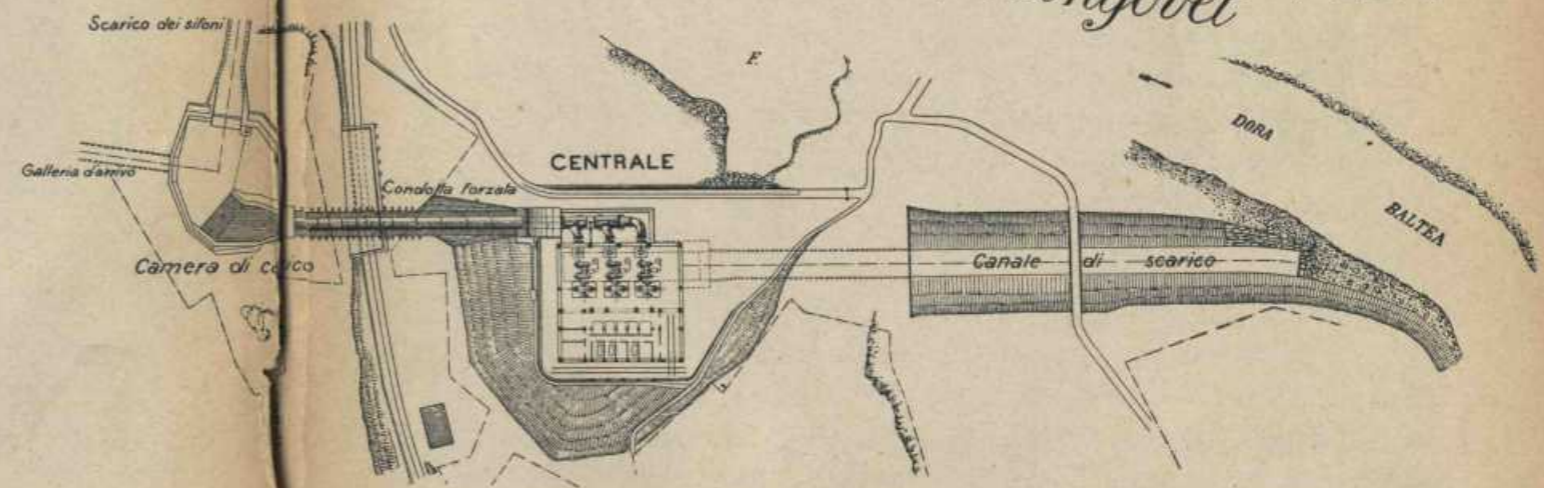 Scarico dei sifoni
F.
DORA
BALTEA
CENTRALE
Galleria d'arrivo
Condotta forzata
Camera di carico
Canale di scarico